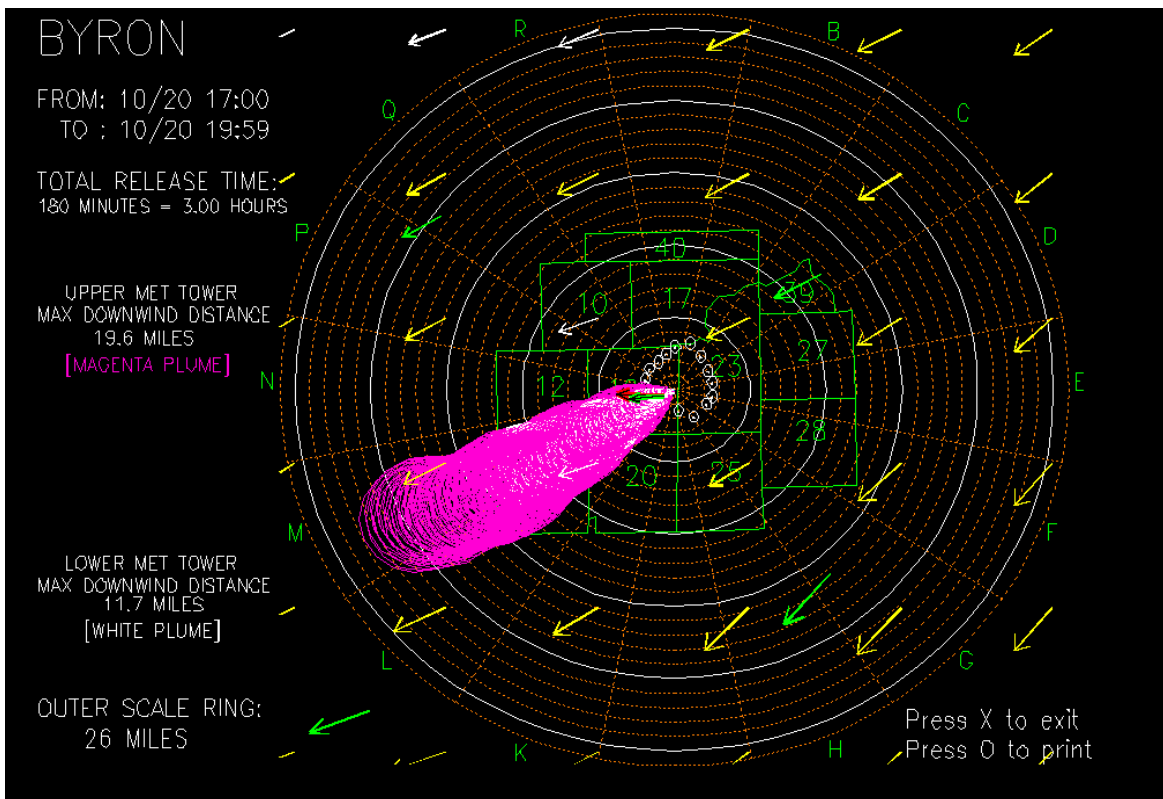 BYRON
FROM: 10/20 17:00
TO : 10/20 19:59
TOTAL RELEASE TIME:
180 MINUTES = 3.00 HOURS
UPPER MET TOWER
MAX DOWNWIND DISTANCE
19.6 MILES
[MAGENTA PLUME]
LOWER MET TOWER
MAX DOWNWIND DISTANCE
11.7 MILES
[WHITE PLUME]
OUTER SCALE RING:
26 MILES
R
B
Q
C
P
D
N
E
M
F
L
G
K
H
40
10
17
39
12
23
27
28
20
25
Press X to exit
Press O to print